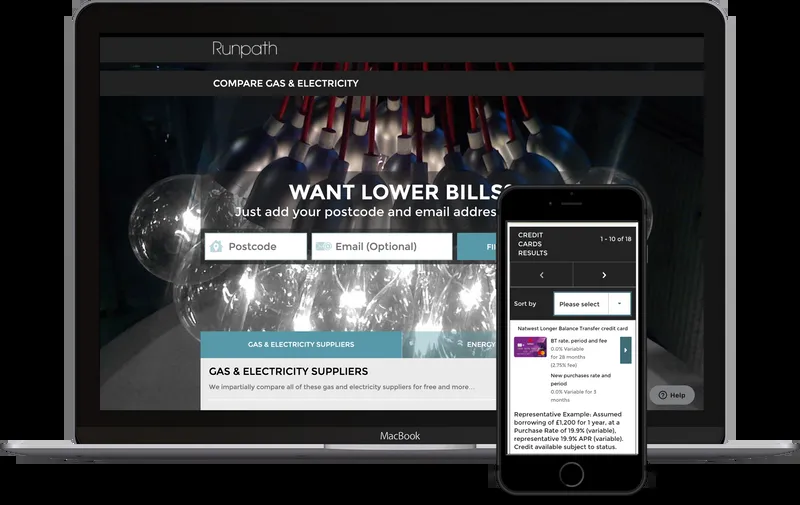 Runpath
COMPARE GAS & ELECTRICITY
WANT LOWER BILLS?
Just add your postcode and email addres
Postcode
Email (Optional)
FI
GAS & ELECTRICITY SUPPLIERS
ENERGY
GAS & ELECTRICITY SUPPLIERS
We impartially compare all of these gas and electricity suppliers for free and more...
Help
MacBook
CREDIT
CARDS
RESULTS
1 - 10 of 18
Sort by
Please select
Natwest Longer Balance Transfer credit card
BT rate, period and fee
0.0% Variable
for 28 months
(2.75% fee)
New purchases rate and
period
0.0% Variable for 3
months
Representative Example: Assumed
borrowing of £1,200 for 1 year, at a
Purchase Rate of 19.9% (variable),
representative 19.9% APR (variable).
Credit available subject to status.